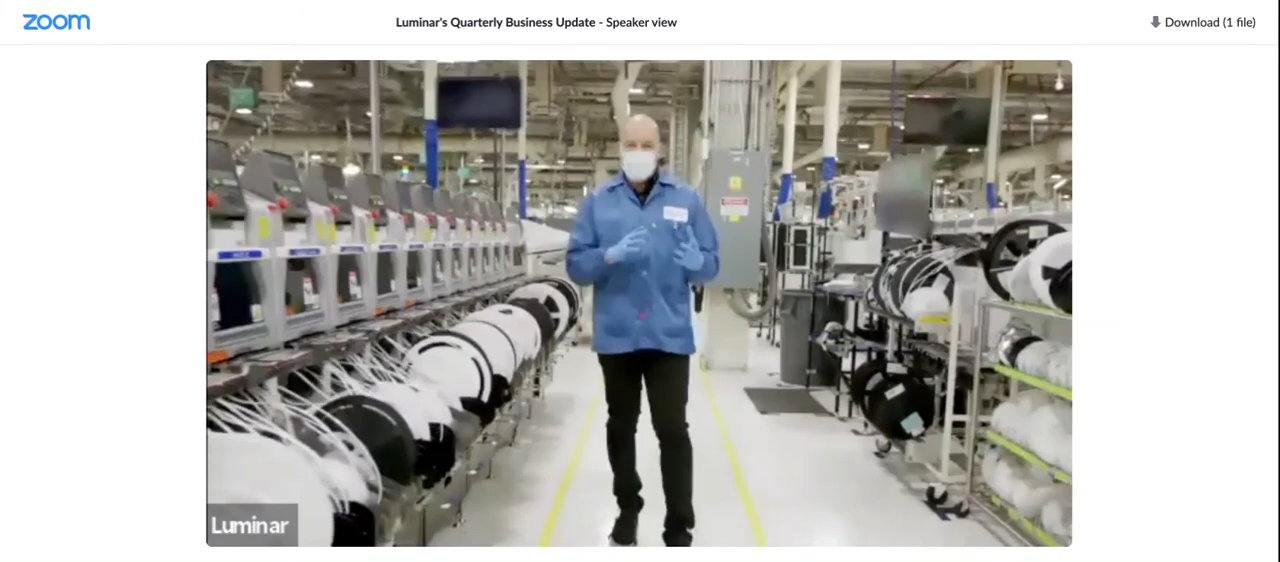 zoom
Luminar's Quarterly Business Update - Speaker view
Download (1 file)
Luminar